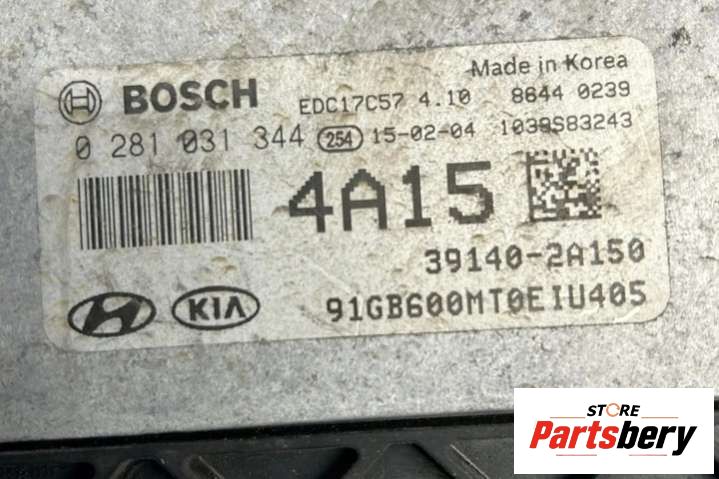 Made in Korea
BOSCH EDC17C57 4.10 8644 0239
0 281 031 344 254 15-02-04 1039S83243
4A15
39140-2A150
KIA 91GB600MT0EIU405
STORE
Partsbery